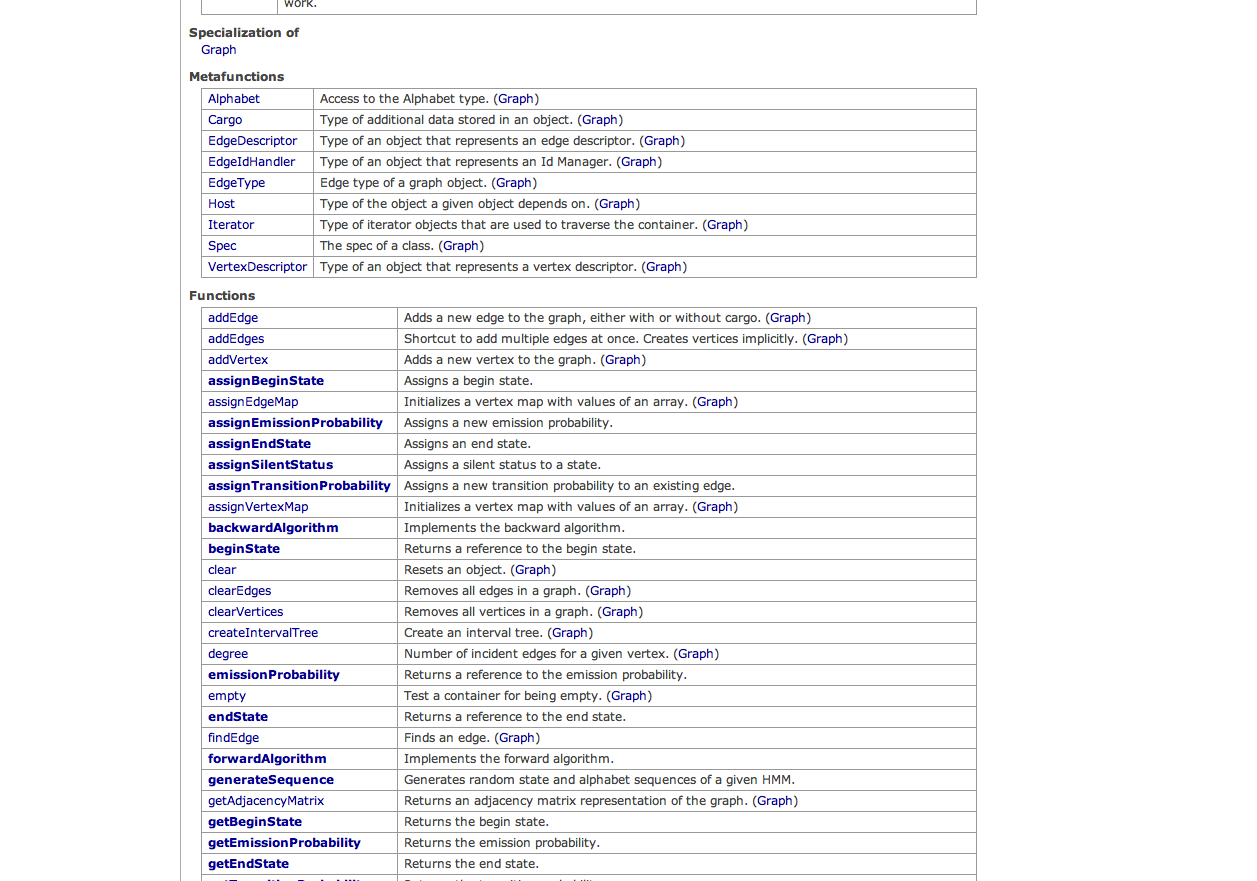 work.
Specialization of
Graph
Metafunctions
Alphabet Access to the Alphabet type. (Graph)
Cargo Type of additional data stored in an object. (Graph)
EdgeDescriptor Type of an object that represents an edge descriptor. (Graph)
EdgeIdHandler Type of an object that represents an Id Manager. (Graph)
EdgeType Edge type of a graph object. (Graph)
Host Type of the object a given object depends on. (Graph)
Iterator Type of iterator objects that are used to traverse the container. (Graph)
Spec The spec of a class. (Graph)
VertexDescriptor Type of an object that represents a vertex descriptor. (Graph)
Functions
addEdge Adds a new edge to the graph, either with or without cargo. (Graph)
addEdges Shortcut to add multiple edges at once. Creates vertices implicitly. (Graph)
addVertex Adds a new vertex to the graph. (Graph)
assignBeginState Assigns a begin state.
assignEdgeMap Initializes a vertex map with values of an array. (Graph)
assignEmissionProbability Assigns a new emission probability.
assignEndState Assigns an end state.
assignSilentStatus Assigns a silent status to a state.
assignTransitionProbability Assigns a new transition probability to an existing edge.
assignVertexMap Initializes a vertex map with values of an array. (Graph)
backwardAlgorithm Implements the backward algorithm.
beginState Returns a reference to the begin state.
clear Resets an object. (Graph)
clearEdges Removes all edges in a graph. (Graph)
clearVertices Removes all vertices in a graph. (Graph)
createIntervalTree Create an interval tree. (Graph)
degree Number of incident edges for a given vertex. (Graph)
emissionProbability Returns a reference to the emission probability.
empty Test a container for being empty. (Graph)
endState Returns a reference to the end state.
findEdge Finds an edge. (Graph)
forwardAlgorithm Implements the forward algorithm.
generateSequence Generates random state and alphabet sequences of a given HMM.
getAdjacencyMatrix Returns an adjacency matrix representation of the graph. (Graph)
getBeginState Returns the begin state.
getEmissionProbability Returns the emission probability.
getEndState Returns the end state.